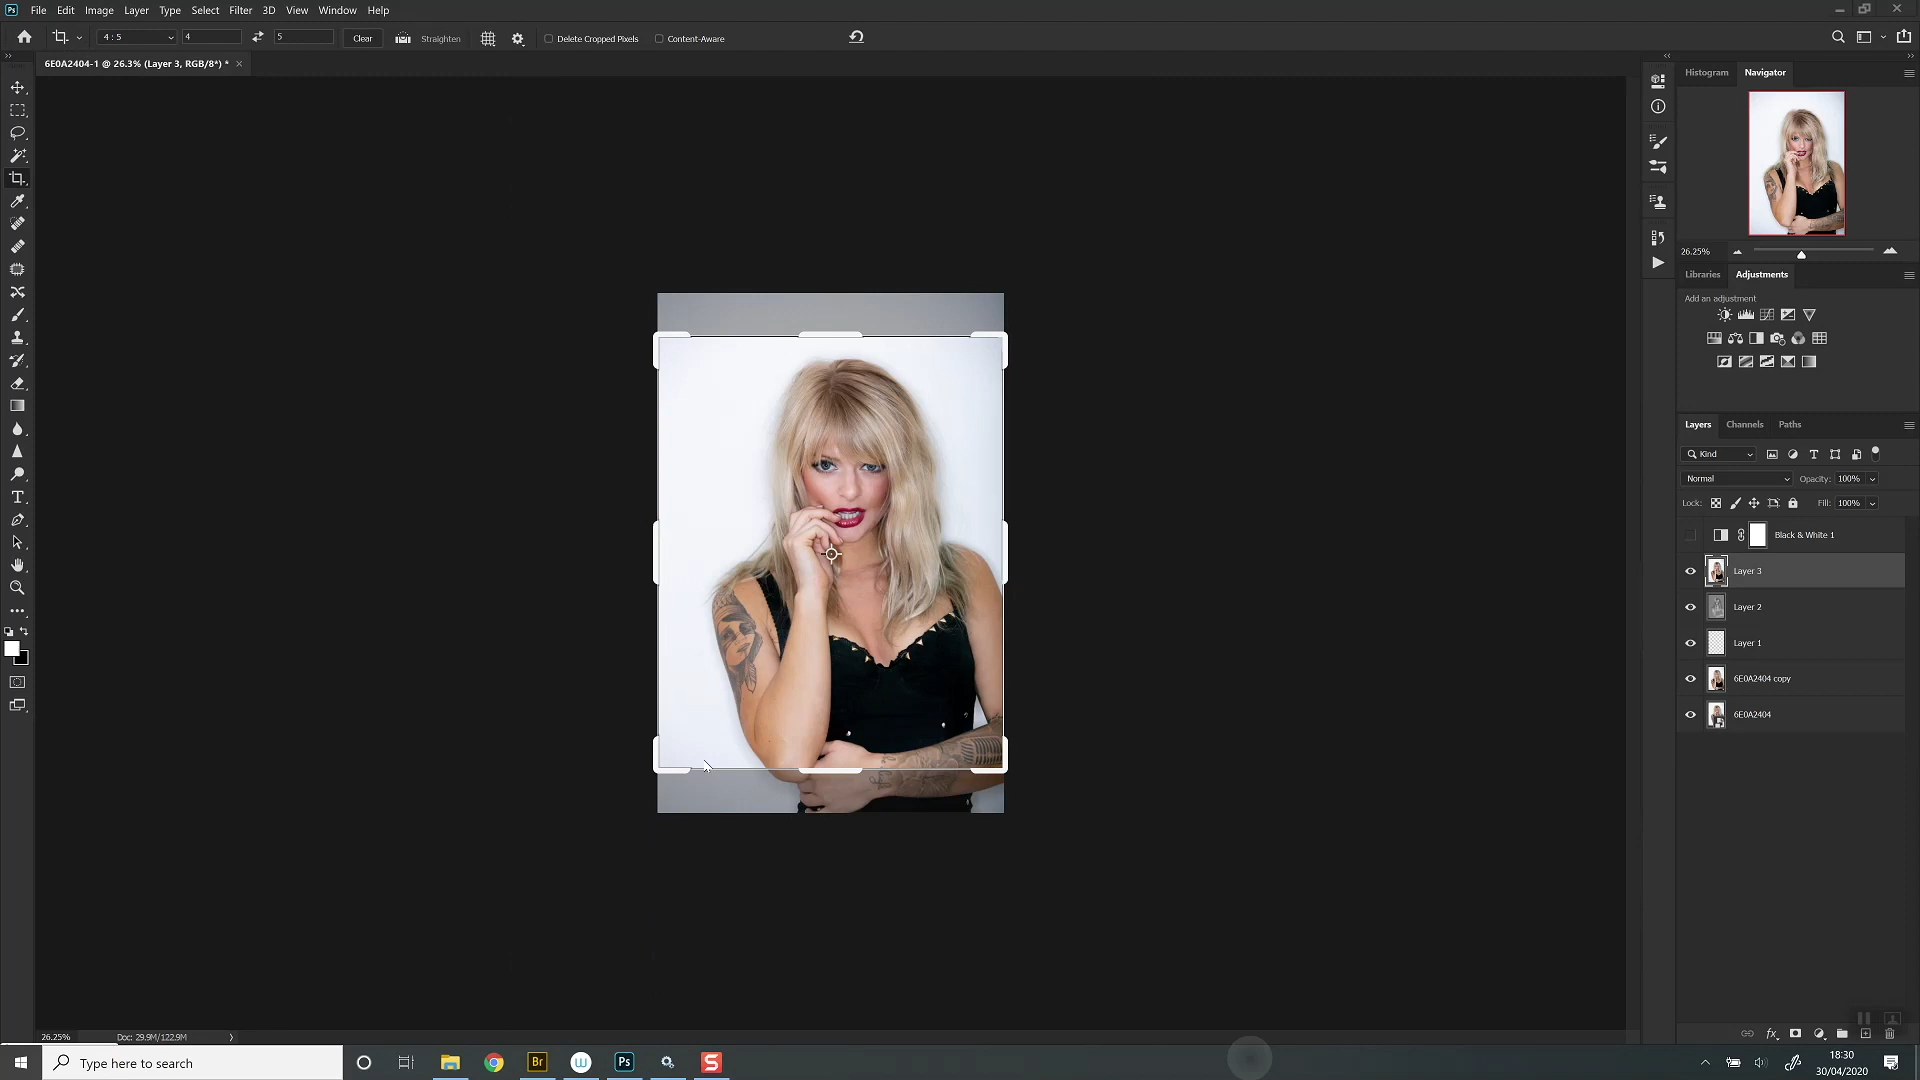 Ps File Edit Image Layer Type Select Filter 3D View Window Help
4 : 5 4 5 Clear Straighten Delete Cropped Pixels Content-Aware
6E0A2404-1 @ 26.3% (Layer 3, RGB/8*) * ×
Histogram Navigator
26.25%
Libraries Adjustments
Add an adjustment
Layers Channels Paths
Kind
Normal Opacity: 100%
Lock: Fill: 100%
Black & White 1
Layer 3
Layer 2
Layer 1
6E0A2404 copy
6E0A2404
26.25% Doc: 29.9M/122.9M
Type here to search Br W Ps S
18:30
30/04/2020